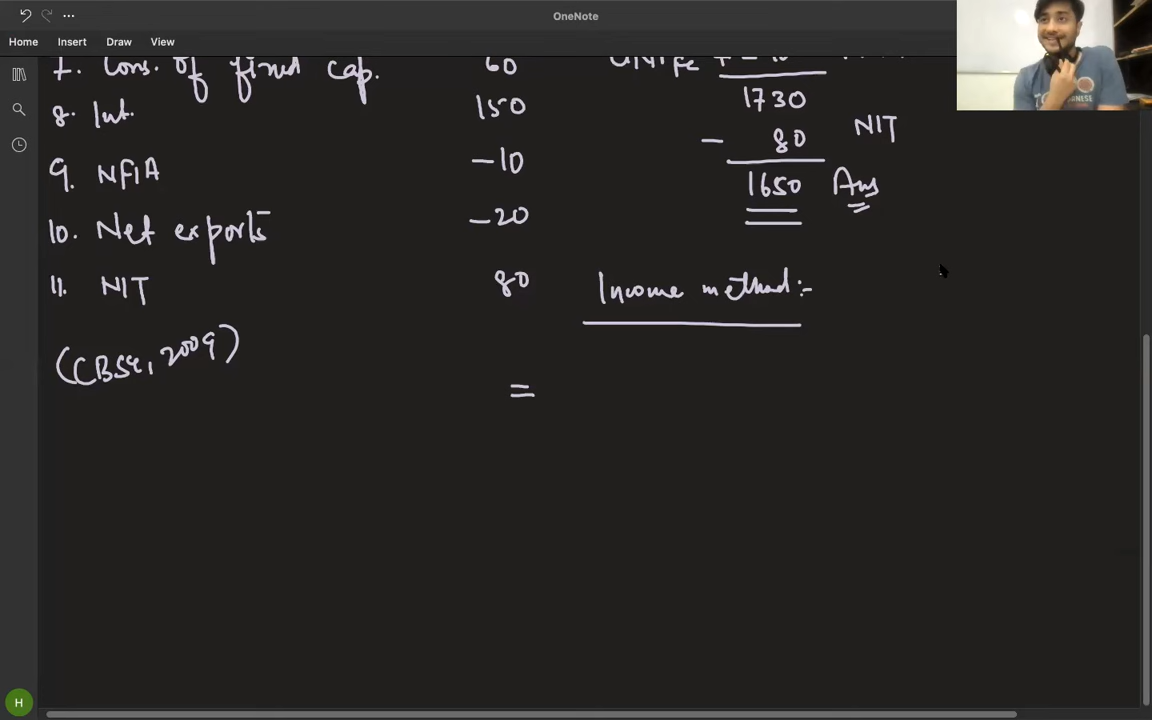 OneNote
Home Insert Draw View
7. Cons. of fixed cap. 60
8. Int. 150
9. NFIA -10
10. Net exports -20
11. NIT 80
(CBSE, 2009)
1730
- 80 NIT
1650 Ans
Income method:-
=
H